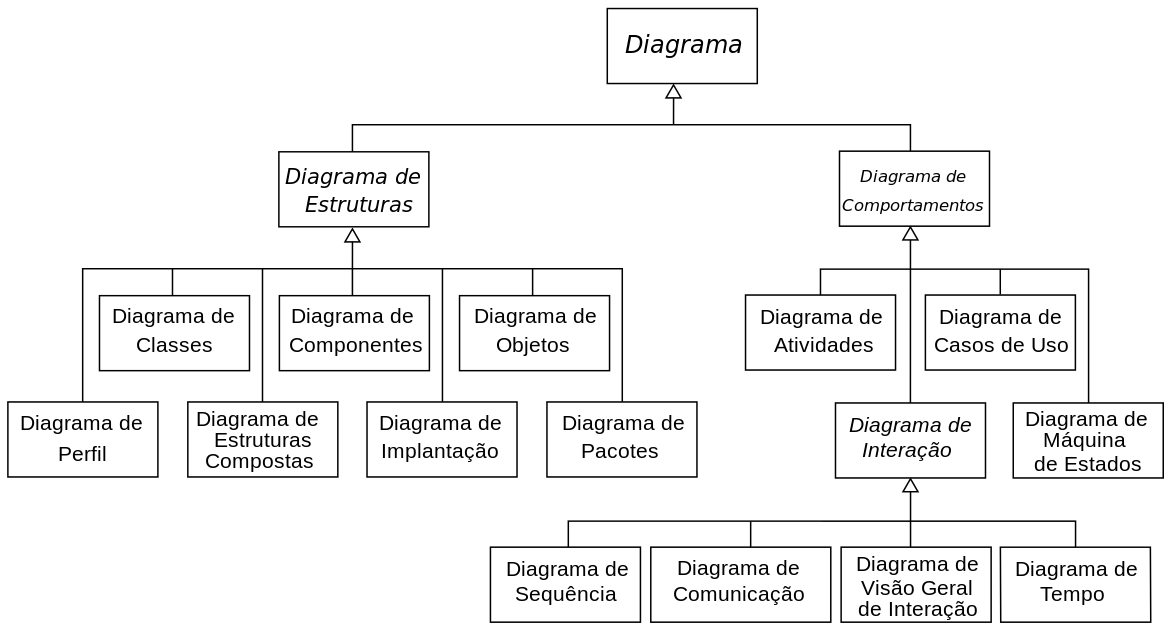 Diagrama
Diagrama de
Estruturas
Diagrama de
Comportamentos
Diagrama de
Classes
Diagrama de
Componentes
Diagrama de
Objetos
Diagrama de
Atividades
Diagrama de
Casos de Uso
Diagrama de
Perfil
Diagrama de
Estruturas
Compostas
Diagrama de
Implantação
Diagrama de
Pacotes
Diagrama de
Interação
Diagrama de
Máquina
de Estados
Diagrama de
Sequência
Diagrama de
Comunicação
Diagrama de
Visão Geral
de Interação
Diagrama de
Tempo